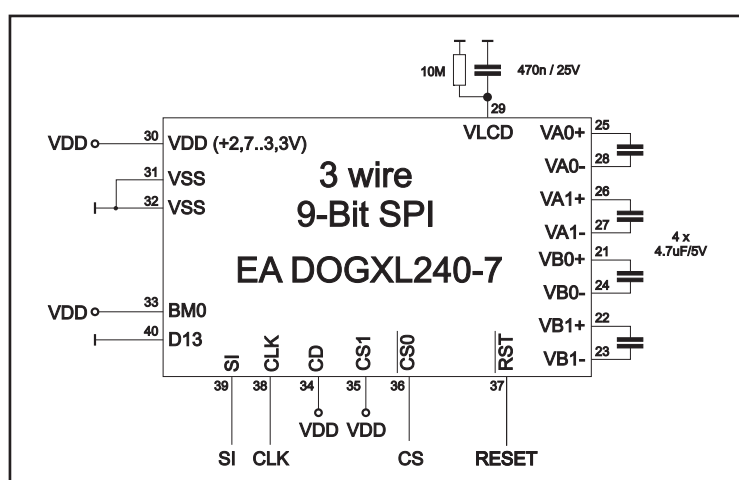 10M
470n / 25V
29
VLCD
VDD
30
VDD (+2,7..3,3V)
31
VSS
32
VSS
3 wire
9-Bit SPI
EA DOGXL240-7
VA0+
25
VA0-
28
VA1+
26
VA1-
27
VB0+
21
VB0-
24
VB1+
22
VB1-
23
4 x
4.7uF/5V
VDD
33
BM0
40
D13
SI
CLK
CD
CS1
CS0
RST
39
38
34
35
36
37
VDD
VDD
SI
CLK
CS
RESET